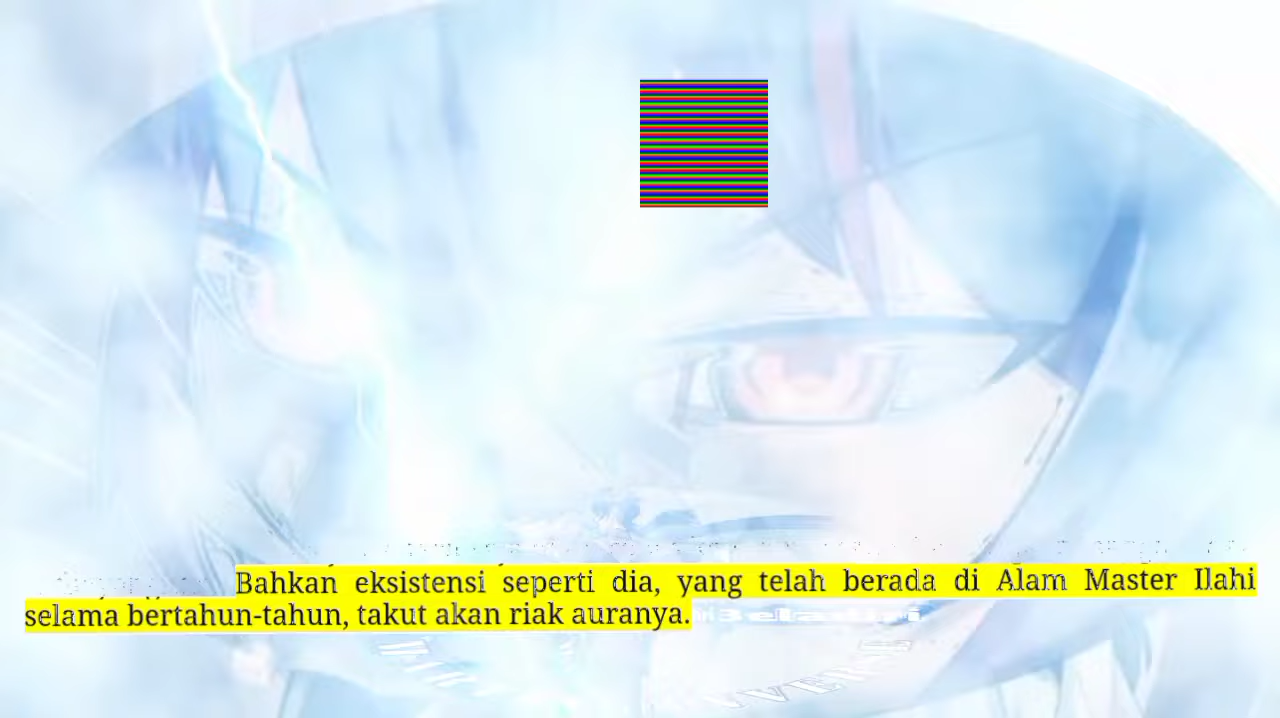 Bahkan eksistensi seperti dia, yang telah berada di Alam Master Ilahi
selama bertahun-tahun, takut akan riak auranya.